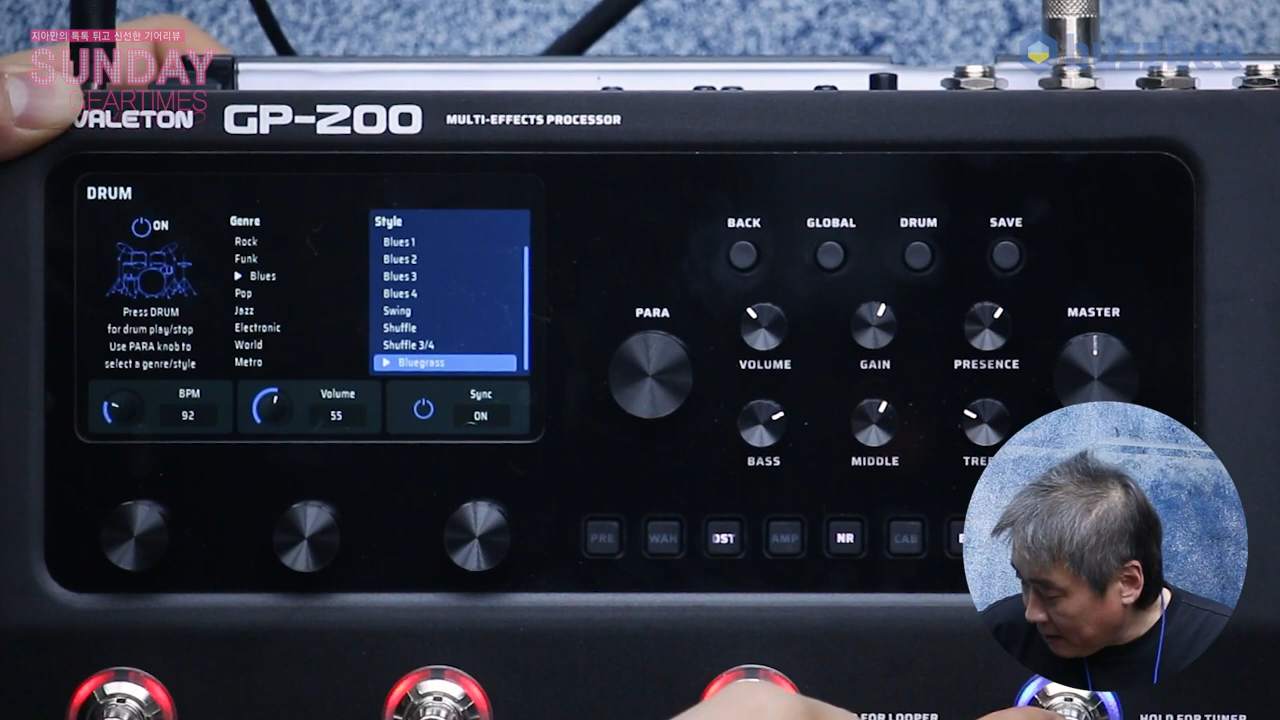 지아만의 톡톡 튀고 신선한 기어리뷰
SUNDAY
GEARTIMES
VALETON GP-200 MULTI-EFFECTS PROCESSOR
DRUM
ON
Press DRUM
for drum play/stop
Use PARA knob to
select a genre/style
Genre
Rock
Funk
Blues
Pop
Jazz
Electronic
World
Metro
Style
Blues 1
Blues 2
Blues 3
Blues 4
Swing
Shuffle
Shuffle 3/4
Bluegrass
BPM
92
Volume
55
Sync
ON
BACK GLOBAL DRUM SAVE
PARA
MASTER
VOLUME GAIN PRESENCE
BASS MIDDLE
PRE WAH DST AMP NR CAB
FOR LOOPER
HOLD FOR TUNER